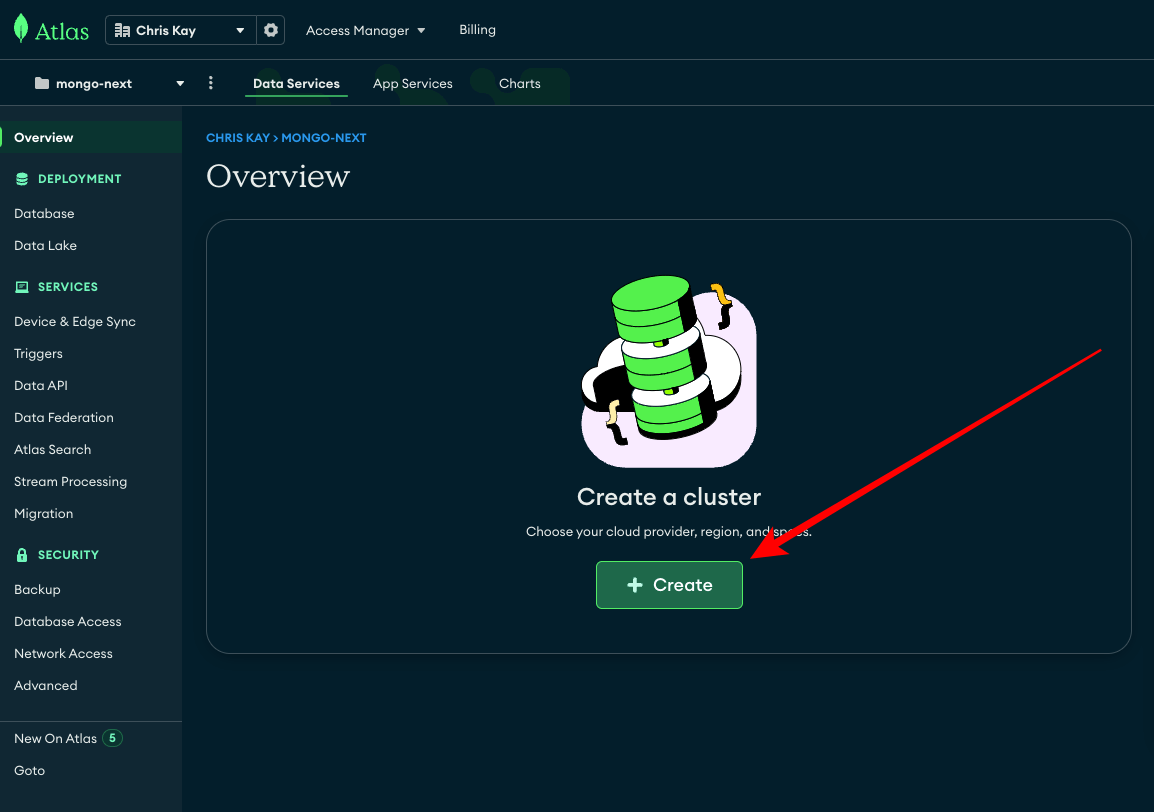 Atlas
Chris Kay
Access Manager
Billing
mongo-next
Data Services
App Services
Charts
Overview
DEPLOYMENT
Database
Data Lake
SERVICES
Device & Edge Sync
Triggers
Data API
Data Federation
Atlas Search
Stream Processing
Migration
SECURITY
Backup
Database Access
Network Access
Advanced
New On Atlas 5
Goto
CHRIS KAY > MONGO-NEXT
Overview
Create a cluster
Choose your cloud provider, region, and specs.
+ Create